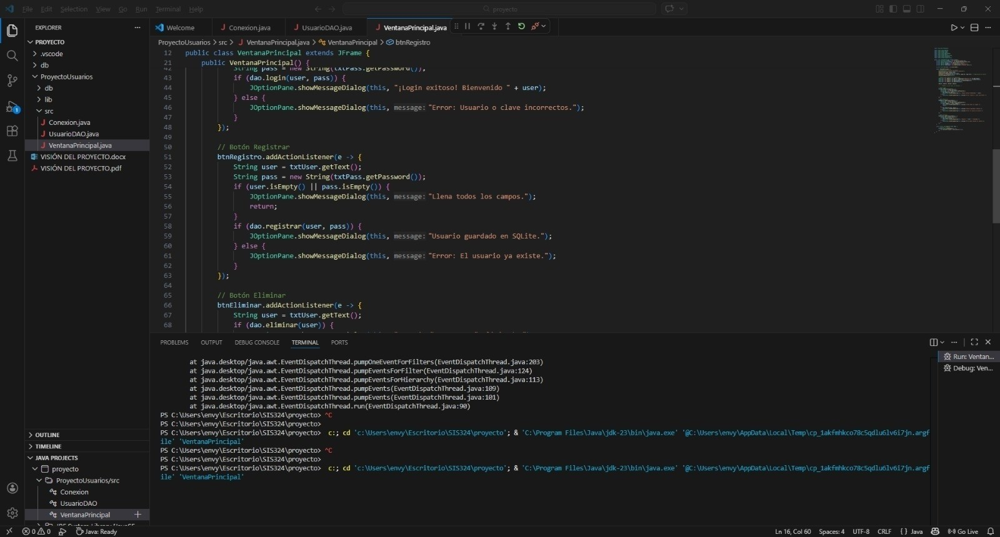 File Edit Selection View Go Run Terminal Help
proyecto
EXPLORER
Welcome
Conexion.java
UsuarioDAO.java
VentanaPrincipal.java
PROYECTO
.vscode
db
ProyectoUsuarios
db
lib
src
Conexion.java
UsuarioDAO.java
VentanaPrincipal.java
VISIÓN DEL PROYECTO.docx
VISIÓN DEL PROYECTO.pdf
1
OUTLINE
TIMELINE
JAVA PROJECTS
proyecto
ProyectoUsuarios/src
Conexion
UsuarioDAO
VentanaPrincipal
ProyectoUsuarios > src > VentanaPrincipal.java > VentanaPrincipal > btnRegistro
12 public class VentanaPrincipal extends JFrame {
21 public VentanaPrincipal() {
42 String pass = new String(txtPass.getPassword());
43 if (dao.login(user, pass)) {
44 JOptionPane.showMessageDialog(this, "¡Login exitoso! Bienvenido " + user);
45 } else {
46 JOptionPane.showMessageDialog(this, message: "Error: Usuario o clave incorrectos.");
47 }
48 });
49
50 // Botón Registrar
51 btnRegistro.addActionListener(e -> {
52 String user = txtUser.getText();
53 String pass = new String(txtPass.getPassword());
54 if (user.isEmpty() || pass.isEmpty()) {
55 JOptionPane.showMessageDialog(this, message: "Llena todos los campos.");
56 return;
57 }
58 if (dao.registrar(user, pass)) {
59 JOptionPane.showMessageDialog(this, message: "Usuario guardado en SQLite.");
60 } else {
61 JOptionPane.showMessageDialog(this, message: "Error: El usuario ya existe.");
62 }
63 });
64
65 // Botón Eliminar
66 btnEliminar.addActionListener(e -> {
67 String user = txtUser.getText();
68 if (dao.eliminar(user)) {
PROBLEMS OUTPUT DEBUG CONSOLE TERMINAL PORTS
at java.desktop/java.awt.EventDispatchThread.pumpOneEventForFilters(EventDispatchThread.java:203)
at java.desktop/java.awt.EventDispatchThread.pumpEventsForFilter(EventDispatchThread.java:124)
at java.desktop/java.awt.EventDispatchThread.pumpEventsForHierarchy(EventDispatchThread.java:113)
at java.desktop/java.awt.EventDispatchThread.pumpEvents(EventDispatchThread.java:109)
at java.desktop/java.awt.EventDispatchThread.pumpEvents(EventDispatchThread.java:101)
at java.desktop/java.awt.EventDispatchThread.run(EventDispatchThread.java:90)
PS C:\Users\envy\Escritorio\SIS324\proyecto> ^C
PS C:\Users\envy\Escritorio\SIS324\proyecto>
PS C:\Users\envy\Escritorio\SIS324\proyecto> c:; cd 'c:\Users\envy\Escritorio\SIS324\proyecto'; & 'C:\Program Files\Java\jdk-23\bin\java.exe' '@C:\Users\envy\AppData\Local\Temp\cp_1akfmhkco78c5qdlu6lv6i7jn.argf
ile' 'VentanaPrincipal'
PS C:\Users\envy\Escritorio\SIS324\proyecto> ^C
PS C:\Users\envy\Escritorio\SIS324\proyecto>
PS C:\Users\envy\Escritorio\SIS324\proyecto> c:; cd 'c:\Users\envy\Escritorio\SIS324\proyecto'; & 'C:\Program Files\Java\jdk-23\bin\java.exe' '@C:\Users\envy\AppData\Local\Temp\cp_1akfmhkco78c5qdlu6lv6i7jn.argf
ile' 'VentanaPrincipal'
Run: Ventan...
Debug: Ven...
0 0 Java: Ready
Ln 16, Col 60 Spaces: 4 UTF-8 CRLF { } Java Go Live